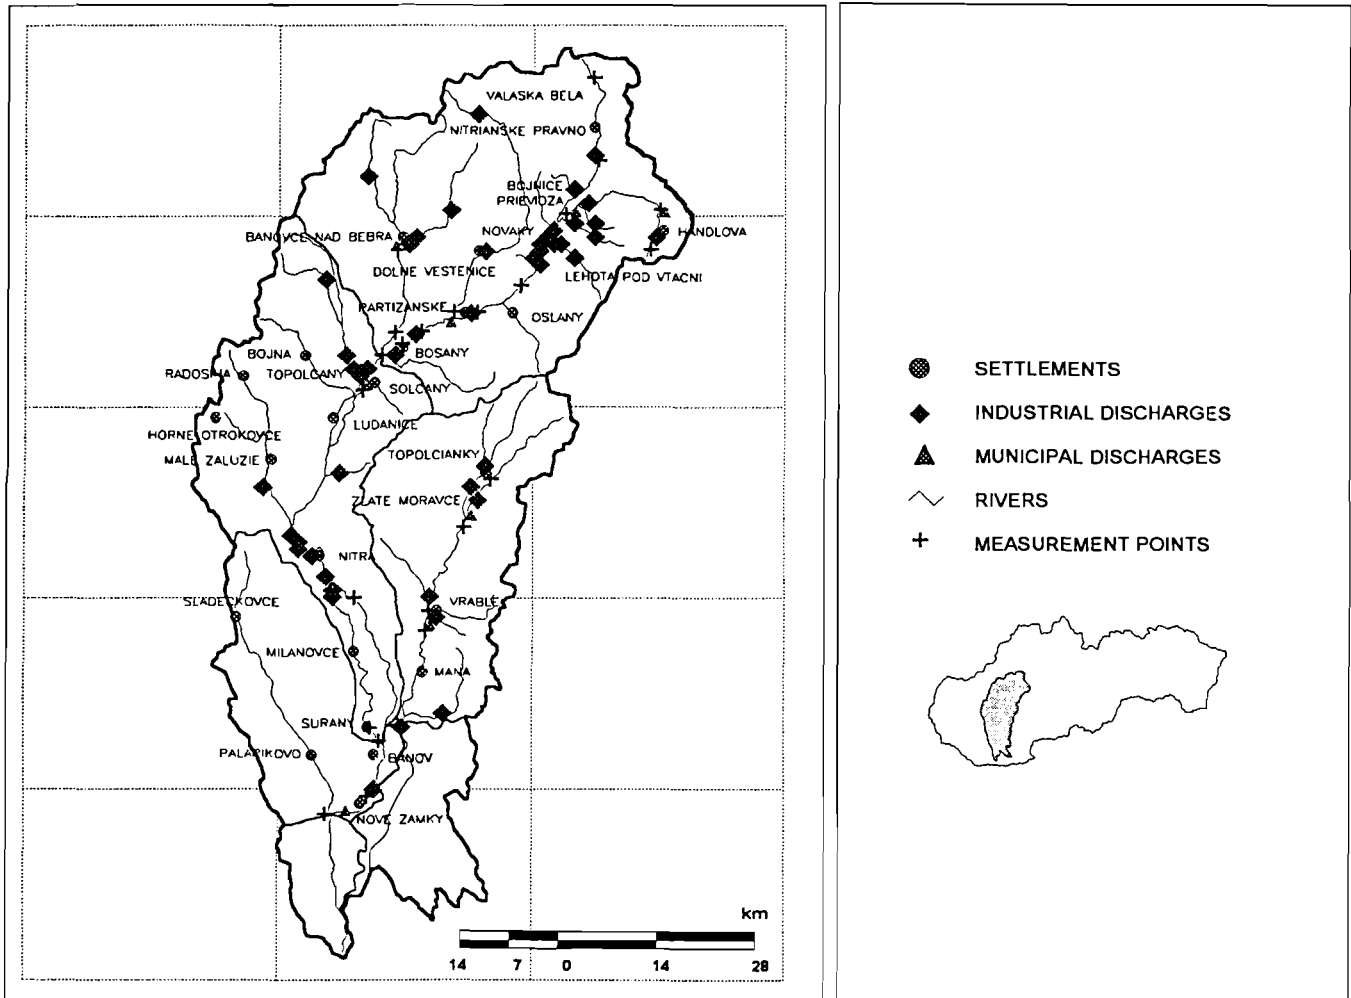 VALASKA BELA
NITRIANSKE PRAVNO
BOJNICE
PRIEVIDZA
BANOVCE NAD BEBRA
NOVAKY
HANDLOVA
DOLNE VESTENICE
LEHOTA POD VTACNI
PARTIZANSKE
OSLANY
BOJNA
BOSANY
RADOSINA
TOPOLCANY
SOLCANY
LUDANICE
HORNE OTROKOVCE
TOPOLCIANKY
MALE ZALUZIE
ZLATE MORAVCE
NITRA
SLADECKOVCE
VRABLE
MILANOVCE
MANA
SURANY
PALARIKOVO
BANOV
NOVE ZAMKY
km
14 7 0 14 28
SETTLEMENTS
INDUSTRIAL DISCHARGES
MUNICIPAL DISCHARGES
RIVERS
MEASUREMENT POINTS